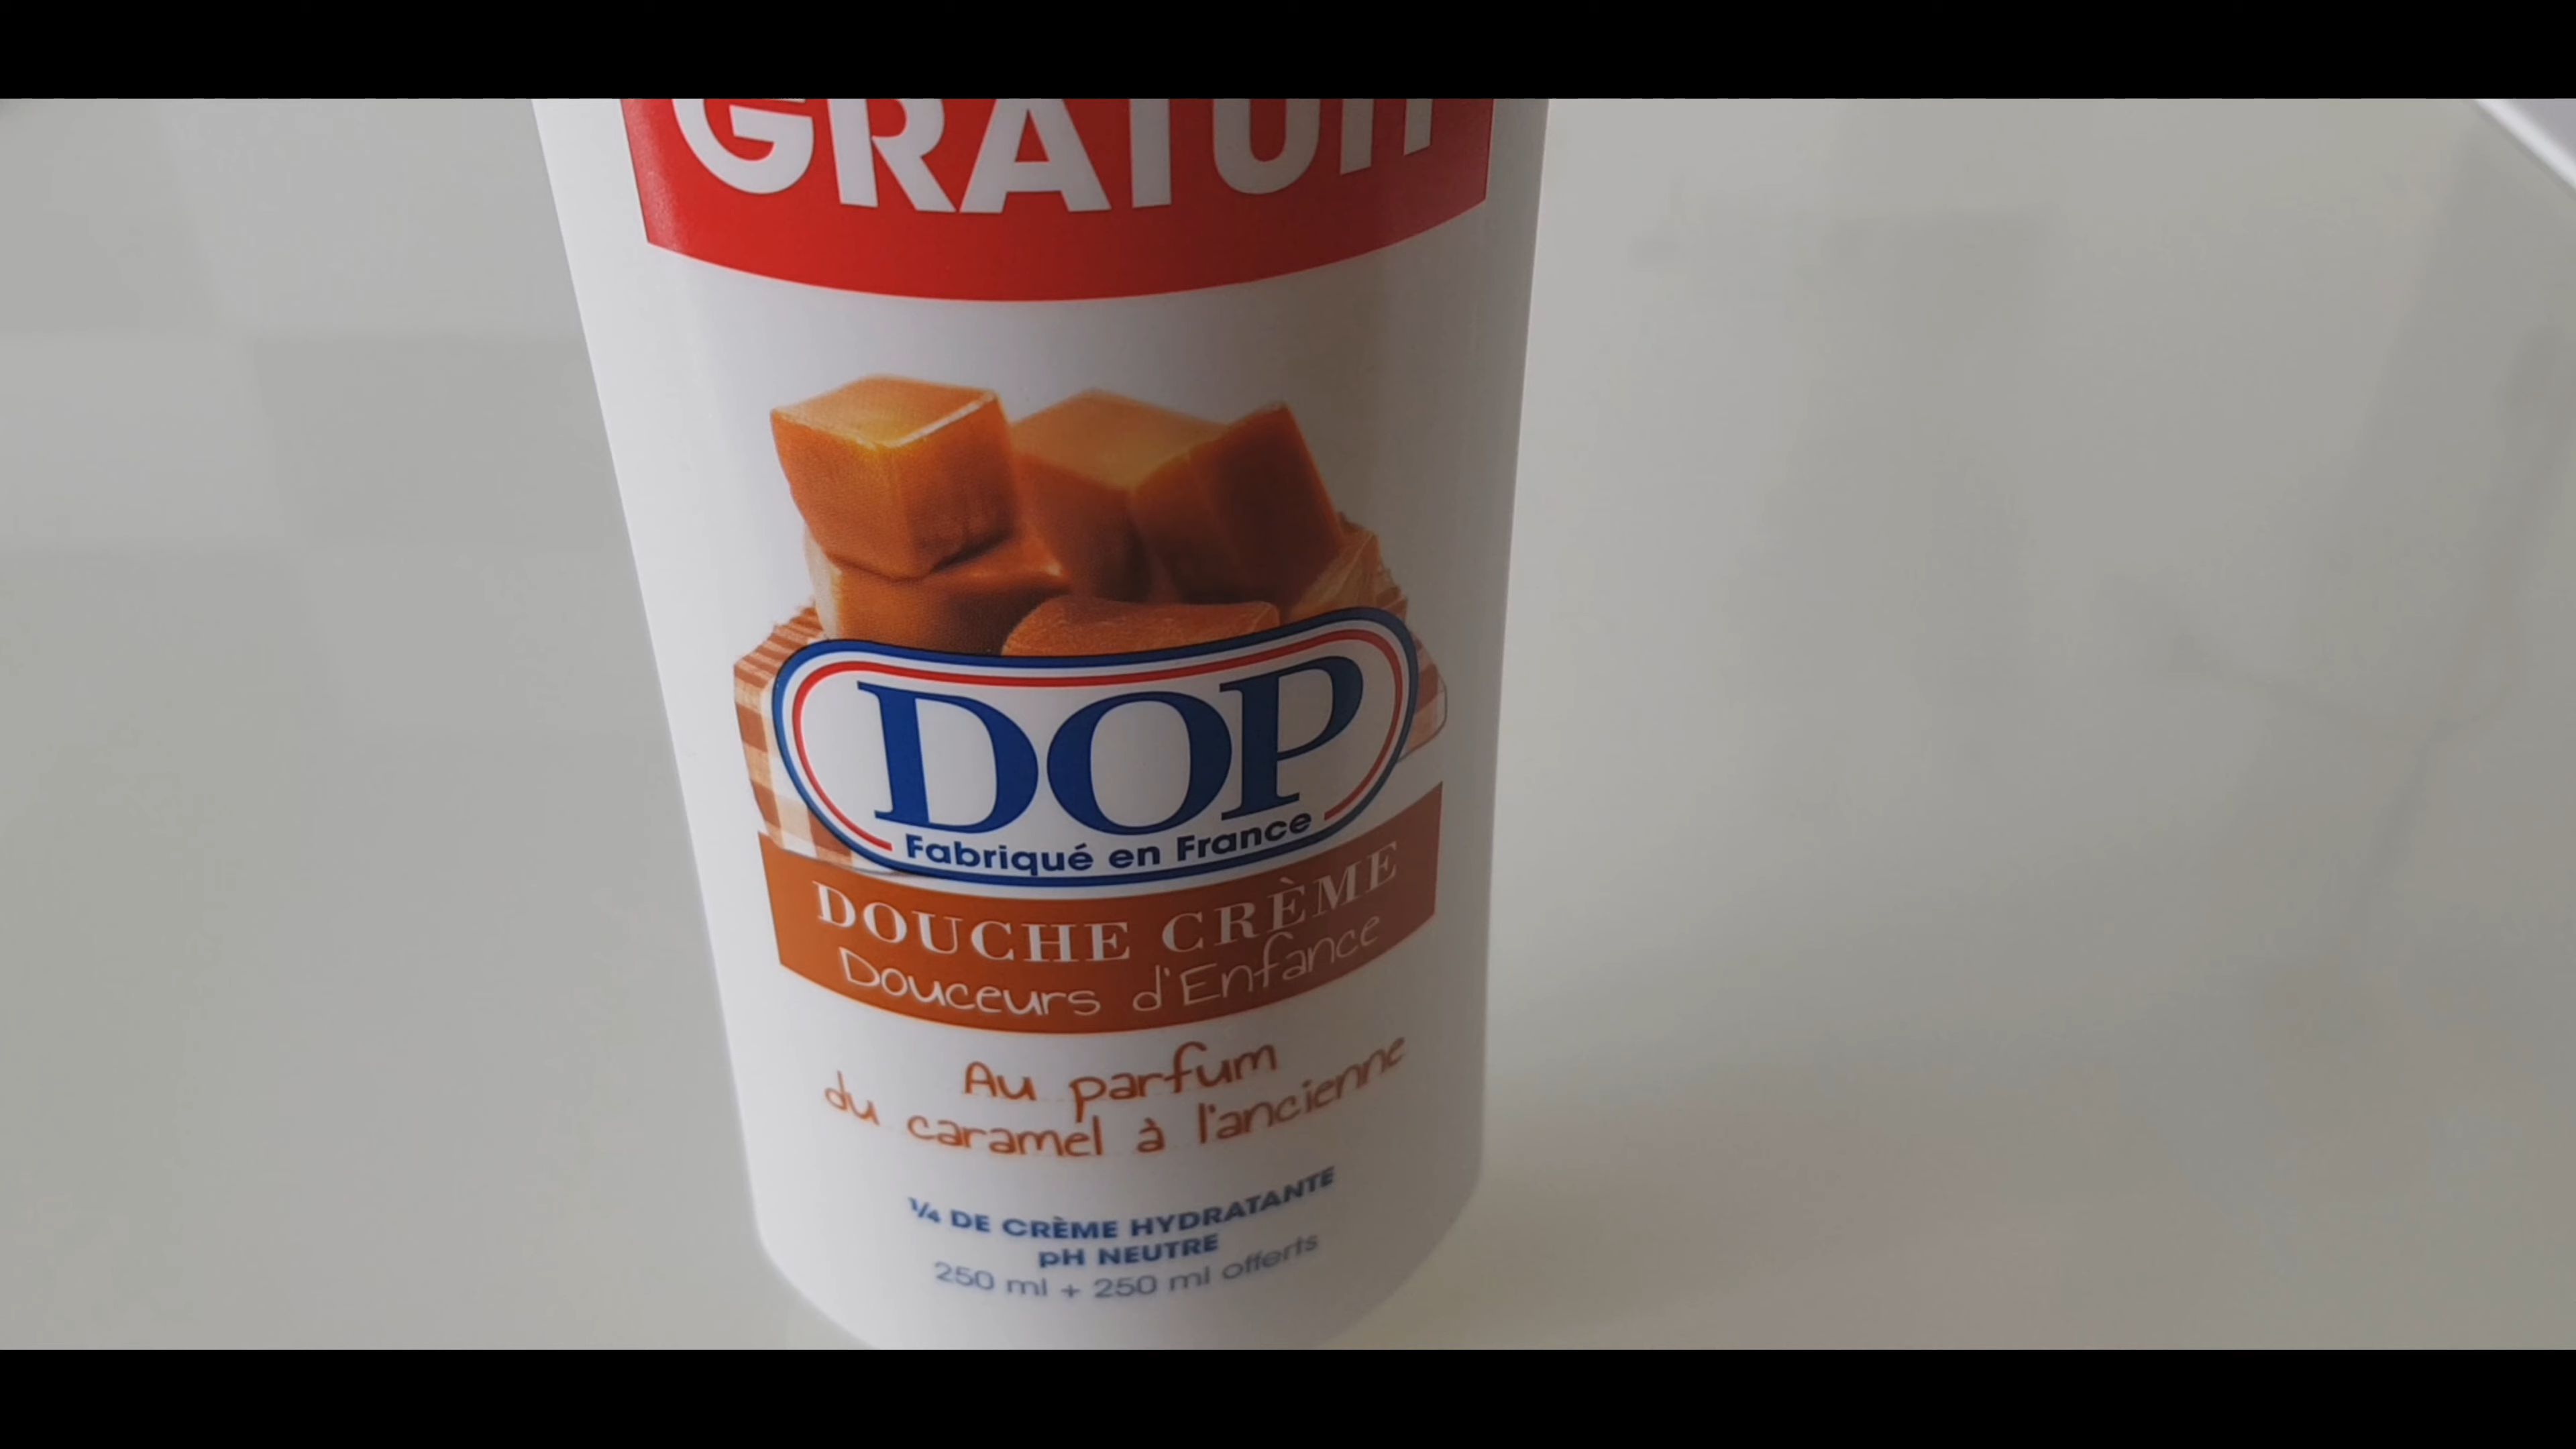 GRATUIT
DOP
Fabriqué en France
DOUCHE CRÈME
Douceurs d'Enfance
Au parfum
du caramel à l'ancienne
¼ DE CRÈME HYDRATANTE
pH NEUTRE
250 ml + 250 ml offerts